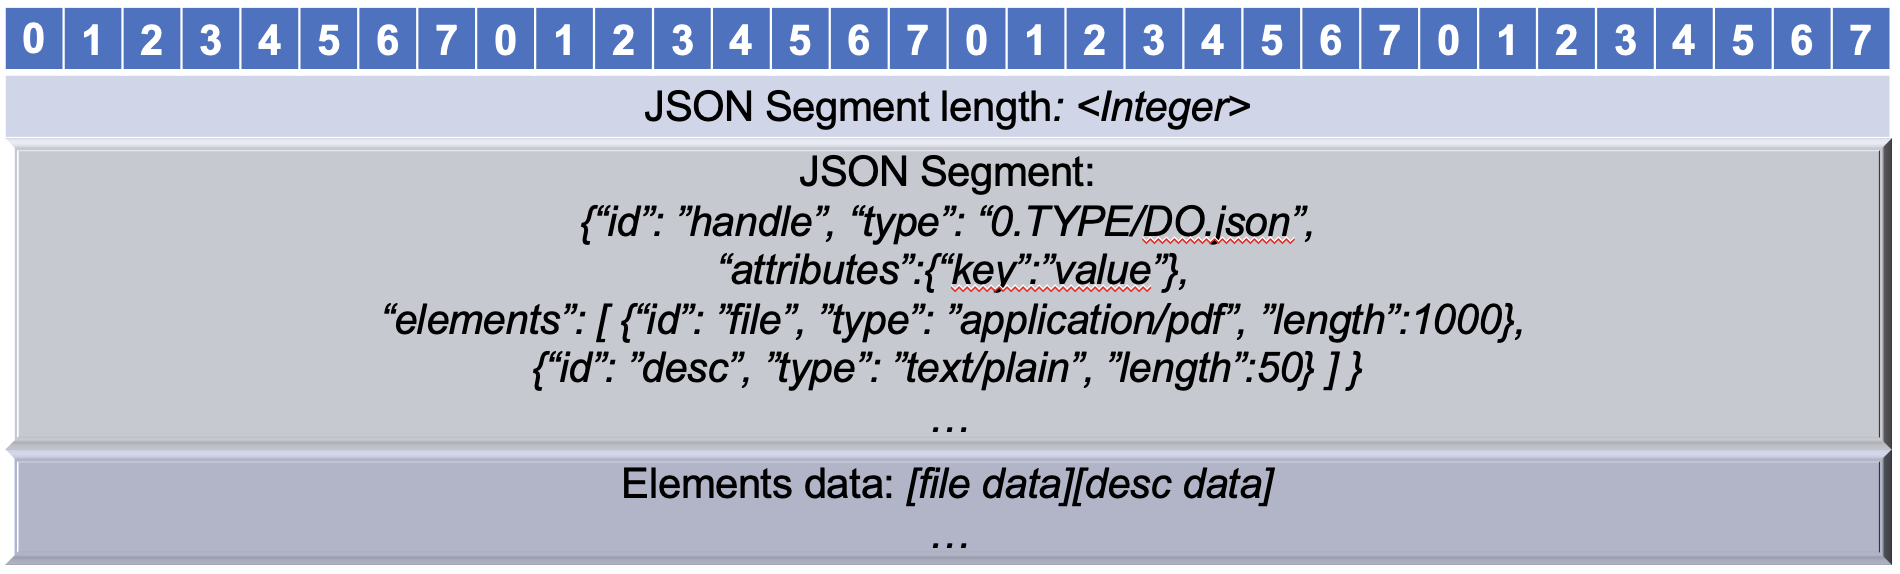 0 1 2 3 4 5 6 7 0 1 2 3 4 5 6 7 0 1 2 3 4 5 6 7 0 1 2 3 4 5 6 7
JSON Segment length: <Integer>
JSON Segment:
{“id”: ”handle”, “type”: “0.TYPE/DO.json”,
“attributes”:{“key”:”value”},
“elements”: [ {“id”: ”file”, ”type”: ”application/pdf”, ”length”:1000},
{“id”: ”desc”, ”type”: ”text/plain”, ”length”:50} ] }
…
Elements data: [file data][desc data]
…